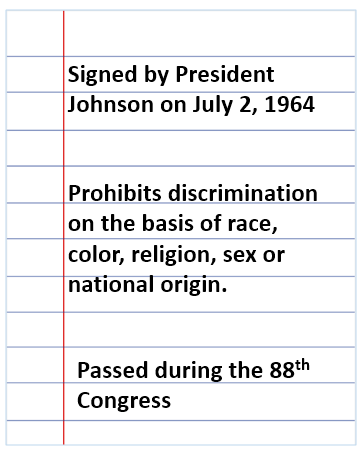 Signed by President
Johnson on July 2, 1964
Prohibits discrimination
on the basis of race,
color, religion, sex or
national origin.
Passed during the 88th
Congress